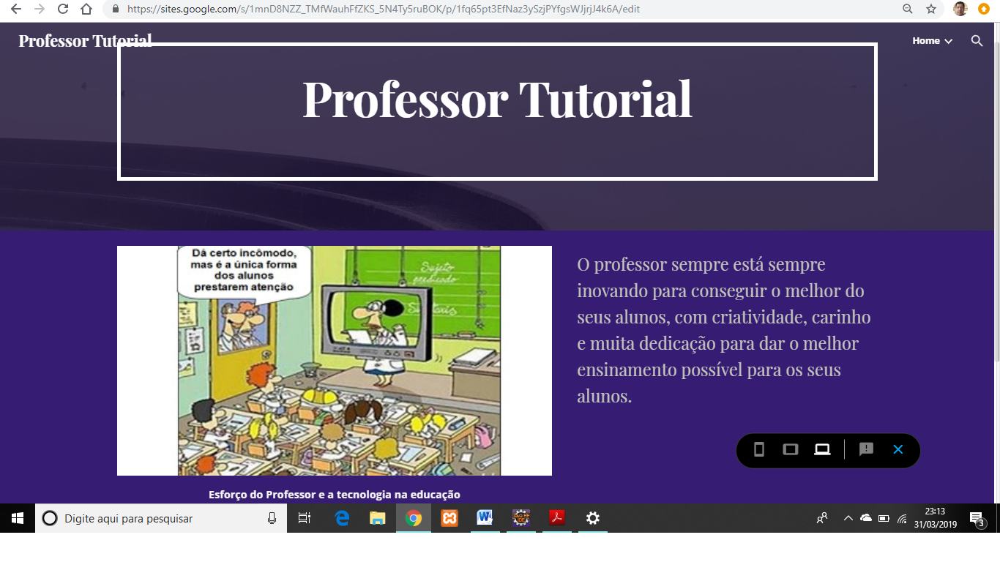 https://sites.google.com/s/1mnD8NZZ_TMfWauhFfZKS_5N4Ty5ruBOK/p/1fq65pt3EfNaz3ySzjPYfgsWJjrjJ4k6A/edit
Professor Tutorial
Home
Professor Tutorial
Dá certo incômodo,
mas é a única forma
dos alunos
prestarem atenção
Sujeito
predicado
O professor sempre está sempre
inovando para conseguir o melhor do
seus alunos, com criatividade, carinho
e muita dedicação para dar o melhor
ensinamento possível para os seus
alunos.
Esforço do Professor e a tecnologia na educação
Digite aqui para pesquisar
23:13
31/03/2019
3